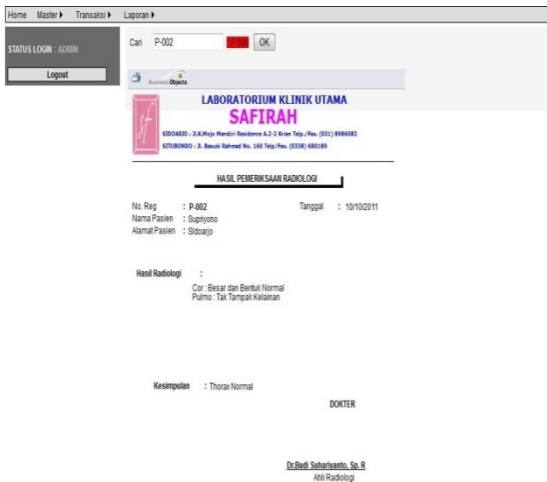 Home Master Transaksi Laporan
STATUS LOGIN : ADMIN
Logout
Cari P-002 OK
Business Objects
LABORATORIUM KLINIK UTAMA
SAFIRAH
SIDOARJO : Jl.K.Mojo Mandiri Residence A.2-2 Krian Telp./Fax. (031) 8986082
SITUBONDO : Jl. Basuki Rahmad No. 160 Telp/Fax. (0338) 680189
HASIL PEMERIKSAAN RADIOLOGI
No. Reg : P-002 Tanggal : 10/10/2011
Nama Pasien : Supriyono
Alamat Pasien : Sidoarjo
Hasil Radiologi :
Cor : Besar dan Bentuk Normal
Pulmo : Tak Tampak Kelainan
Kesimpulan : Thorax Normal
DOKTER
Dr.Budi Suhariyanto, Sp. R
Ahli Radiologi